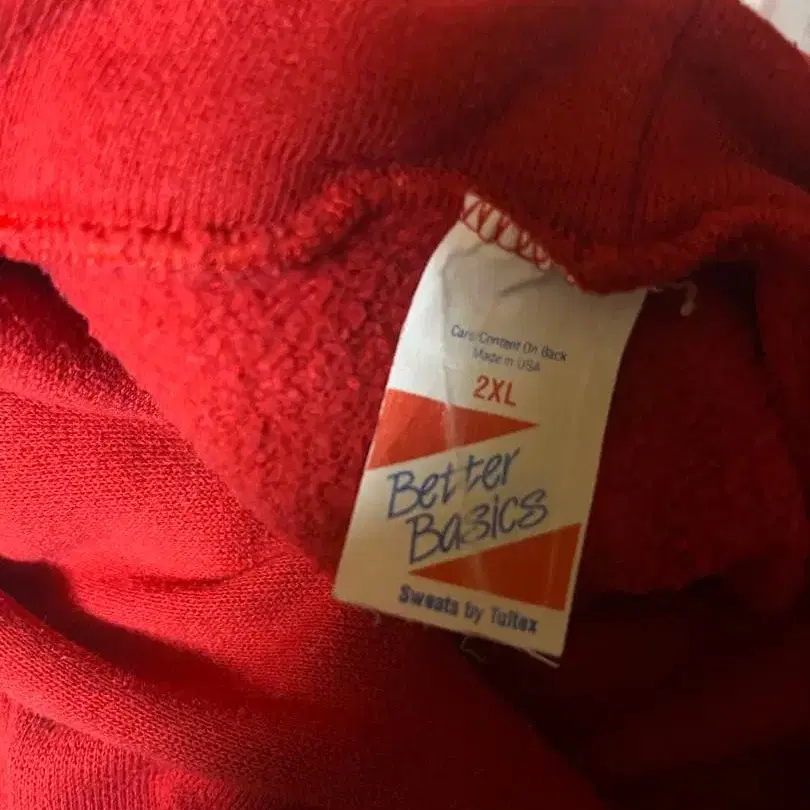 Care/Content On Back
Made in USA
2XL
Better
Basics
Sweats by Tultex